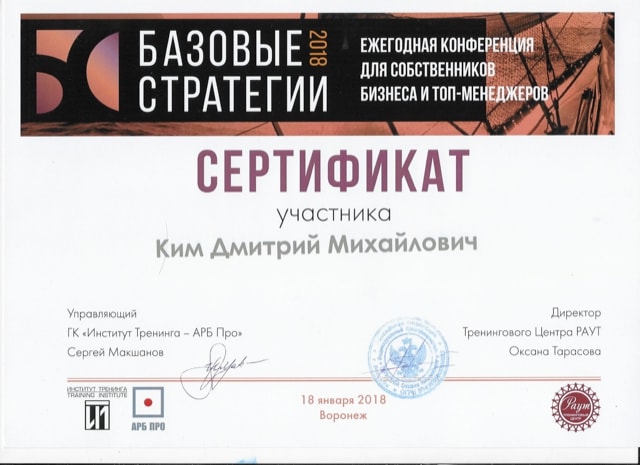 БС
БАЗОВЫЕ
СТРАТЕГИИ
2018
ЕЖЕГОДНАЯ КОНФЕРЕНЦИЯ
ДЛЯ СОБСТВЕННИКОВ
БИЗНЕСА И ТОП-МЕНЕДЖЕРОВ
СЕРТИФИКАТ
участника
Ким Дмитрий Михайлович
Управляющий
ГК «Институт Тренинга – АРБ Про»
Сергей Макшанов
Директор
Тренингового Центра РАУТ
Оксана Тарасова
ИНСТИТУТ ТРЕНИНГА
TRAINING INSTITUTE
АРБ ПРО
18 января 2018
Воронеж
Раут